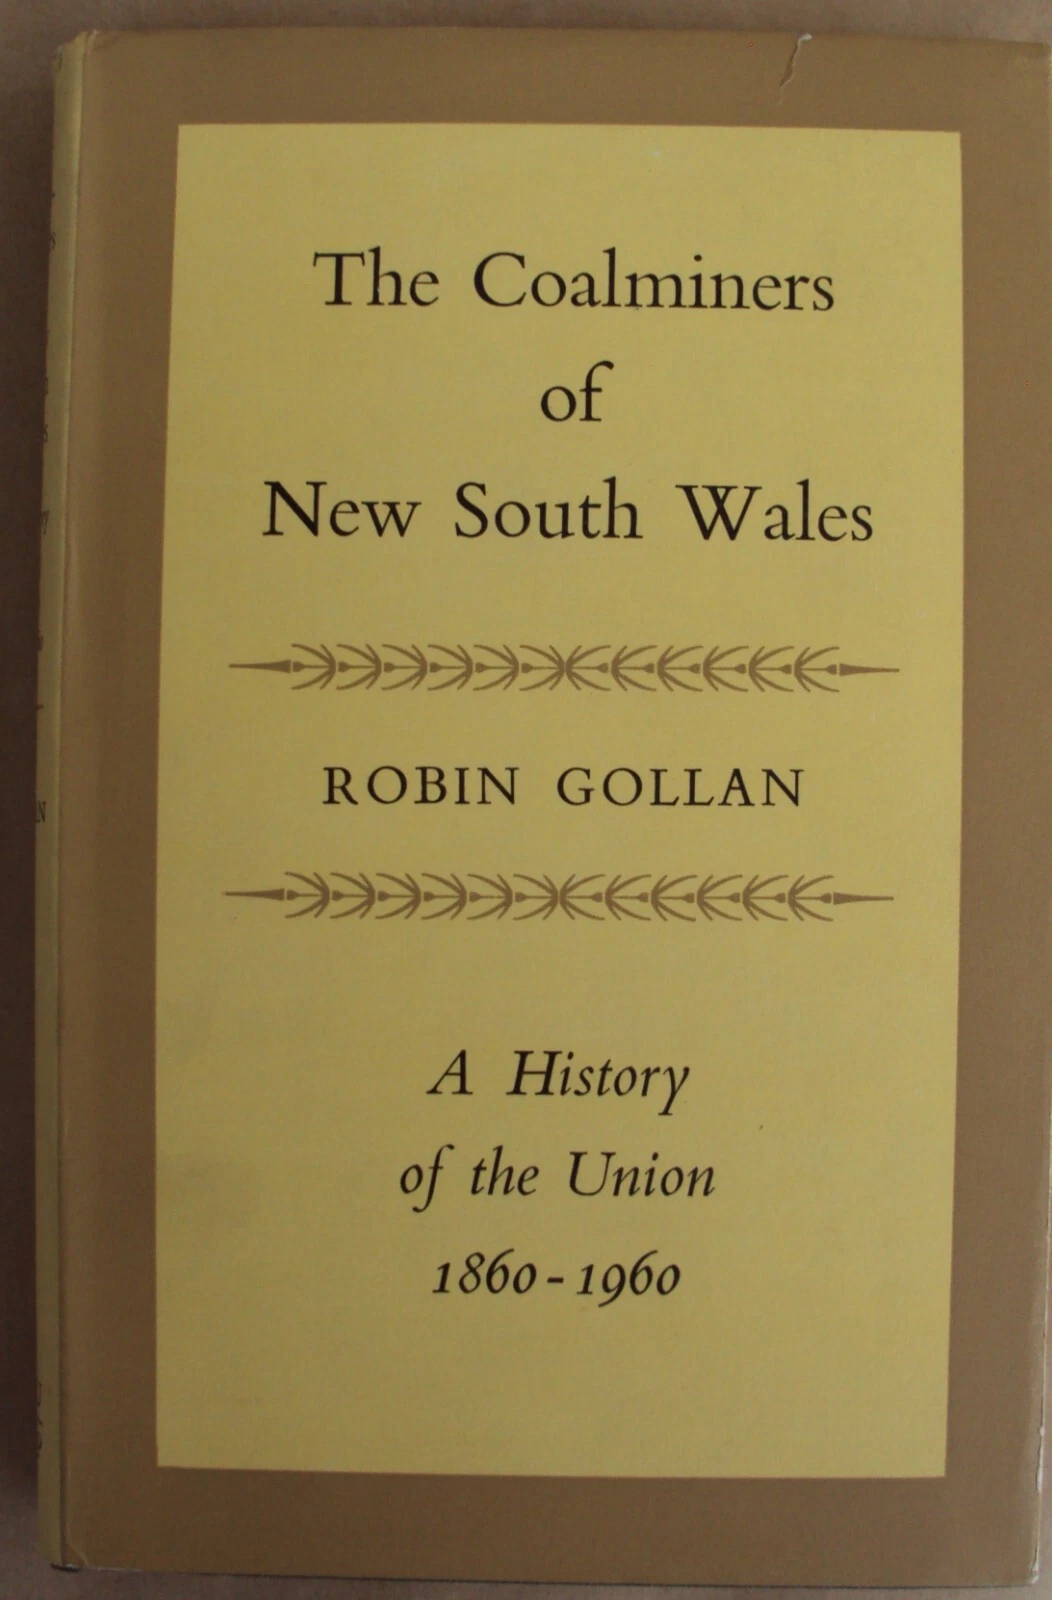 The Coalminers
of
New South Wales
ROBIN GOLLAN
A History
of the Union
1860-1960